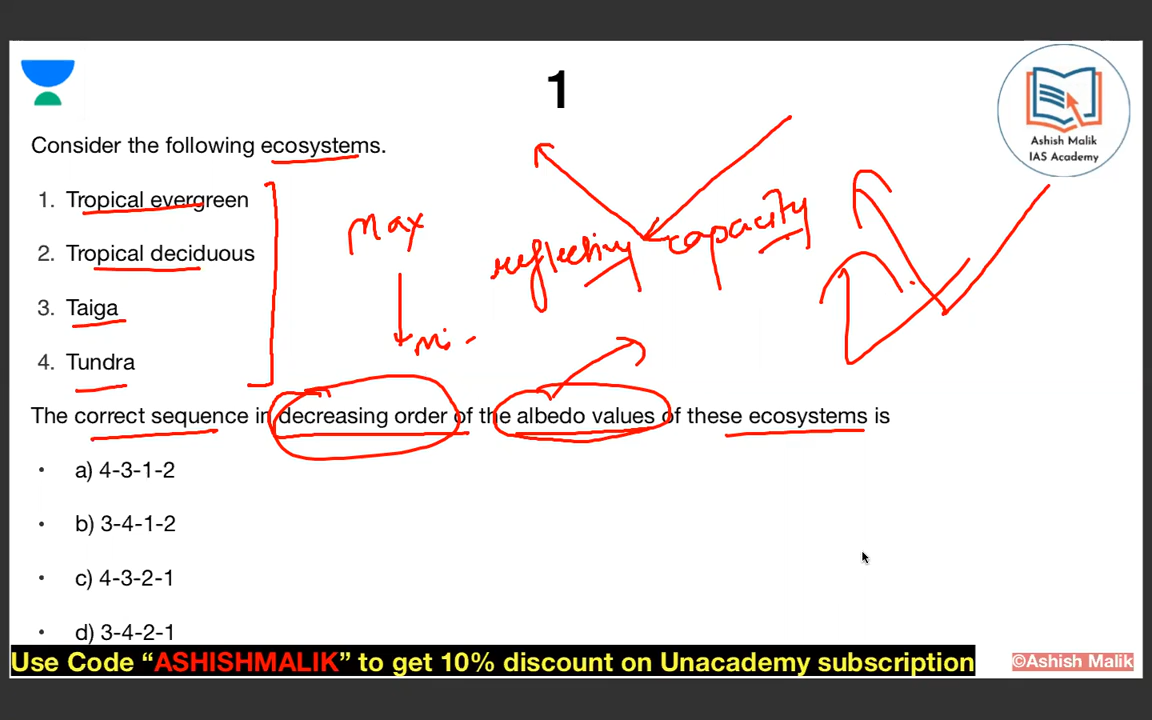 1
Ashish Malik
IAS Academy
Consider the following ecosystems.
1. Tropical evergreen
2. Tropical deciduous
3. Taiga
4. Tundra
max
reflecting capacity
The correct sequence in decreasing order of the albedo values of these ecosystems is
• a) 4-3-1-2
• b) 3-4-1-2
• c) 4-3-2-1
• d) 3-4-2-1
Use Code “ASHISHMALIK” to get 10% discount on Unacademy subscription
©Ashish Malik